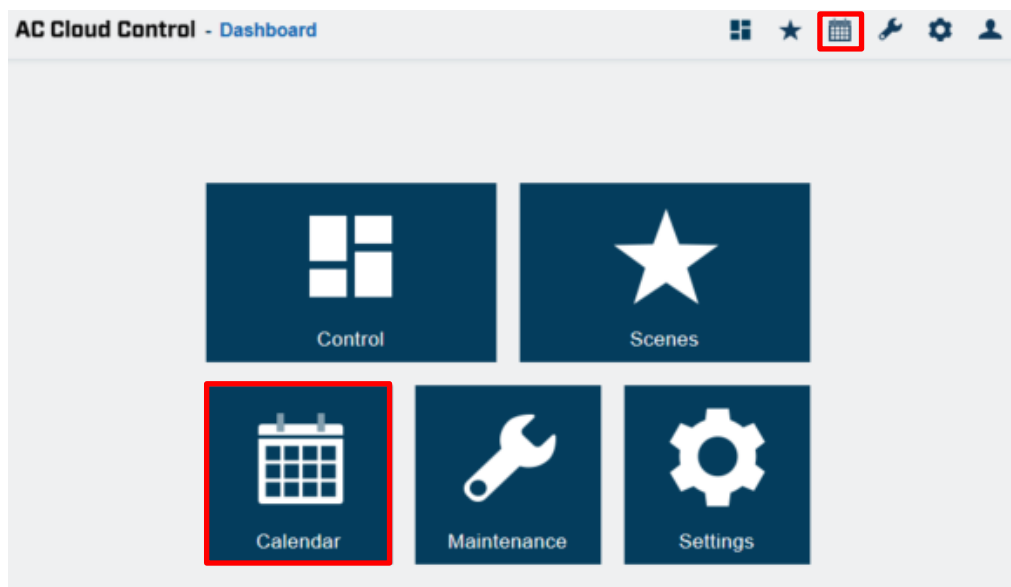 AC Cloud Control - Dashboard
Control
Scenes
Calendar
Maintenance
Settings